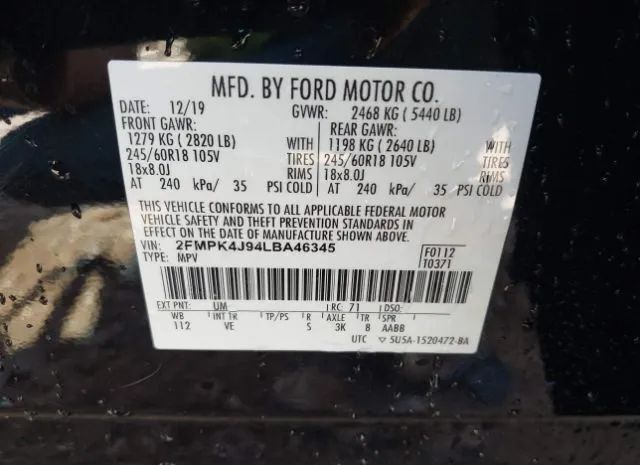 MFD. BY FORD MOTOR CO.
DATE: 12/19 GVWR: 2468 KG ( 5440 LB)
FRONT GAWR: REAR GAWR:
1279 KG ( 2820 LB) WITH 1198 KG ( 2640 LB) WITH
245/60R18 105V TIRES 245/60R18 105V TIRES
18x8.0J RIMS 18x8.0J RIMS
AT 240 kPa/ 35 PSI COLD AT 240 kPa/ 35 PSI COLD
THIS VEHICLE CONFORMS TO ALL APPLICABLE FEDERAL MOTOR
VEHICLE SAFETY AND THEFT PREVENTION STANDARDS IN
EFFECT ON THE DATE OF MANUFACTURE SHOWN ABOVE.
VIN: 2FMPK4J94LBA46345 F0112
TYPE: MPV T0371
EXT PNT: UM RC: 71 DSO:
WB INT TR TP/PS R AXLE TR SPR
112 VE S 3K 8 AABB
UTC ▽ 5U5A-1520472-BA